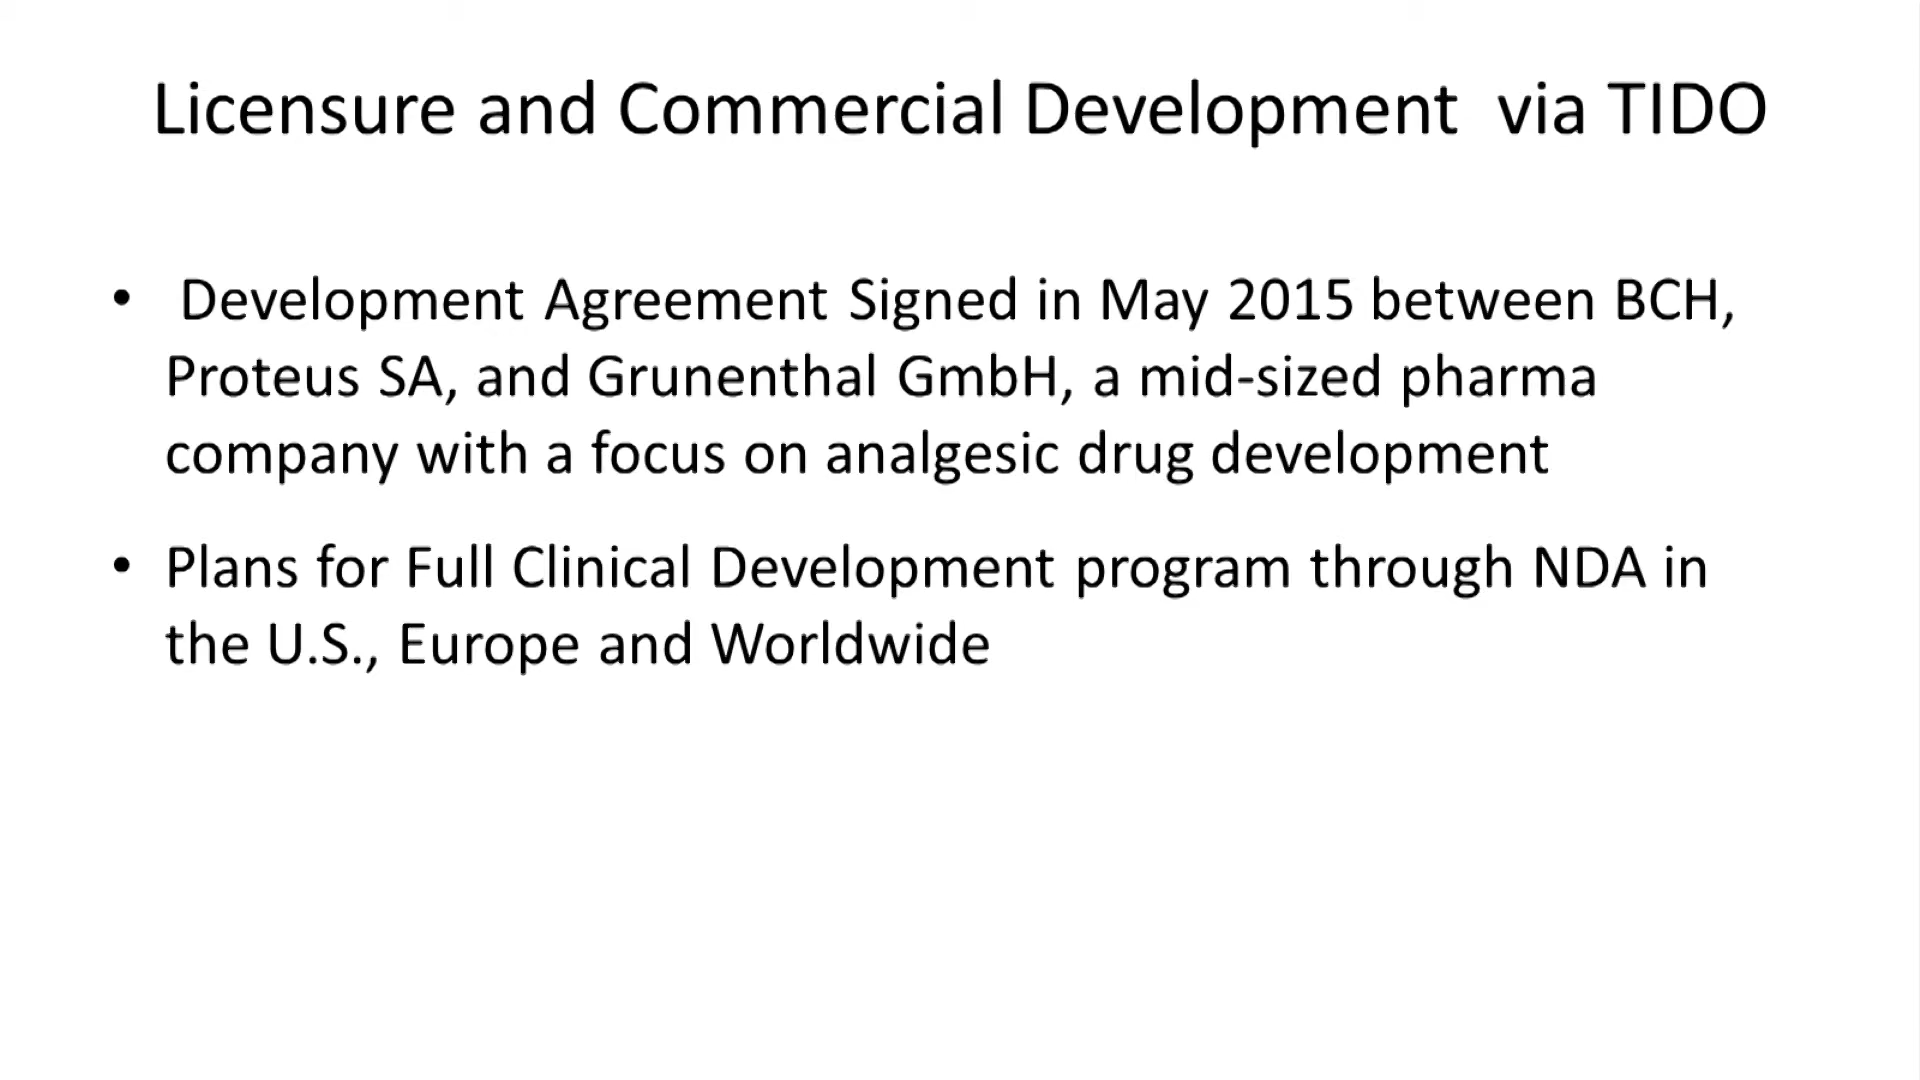 Licensure and Commercial Development  via TIDO
•  Development Agreement Signed in May 2015 between BCH,
Proteus SA, and Grunenthal GmbH, a mid-sized pharma
company with a focus on analgesic drug development
• Plans for Full Clinical Development program through NDA in
the U.S., Europe and Worldwide